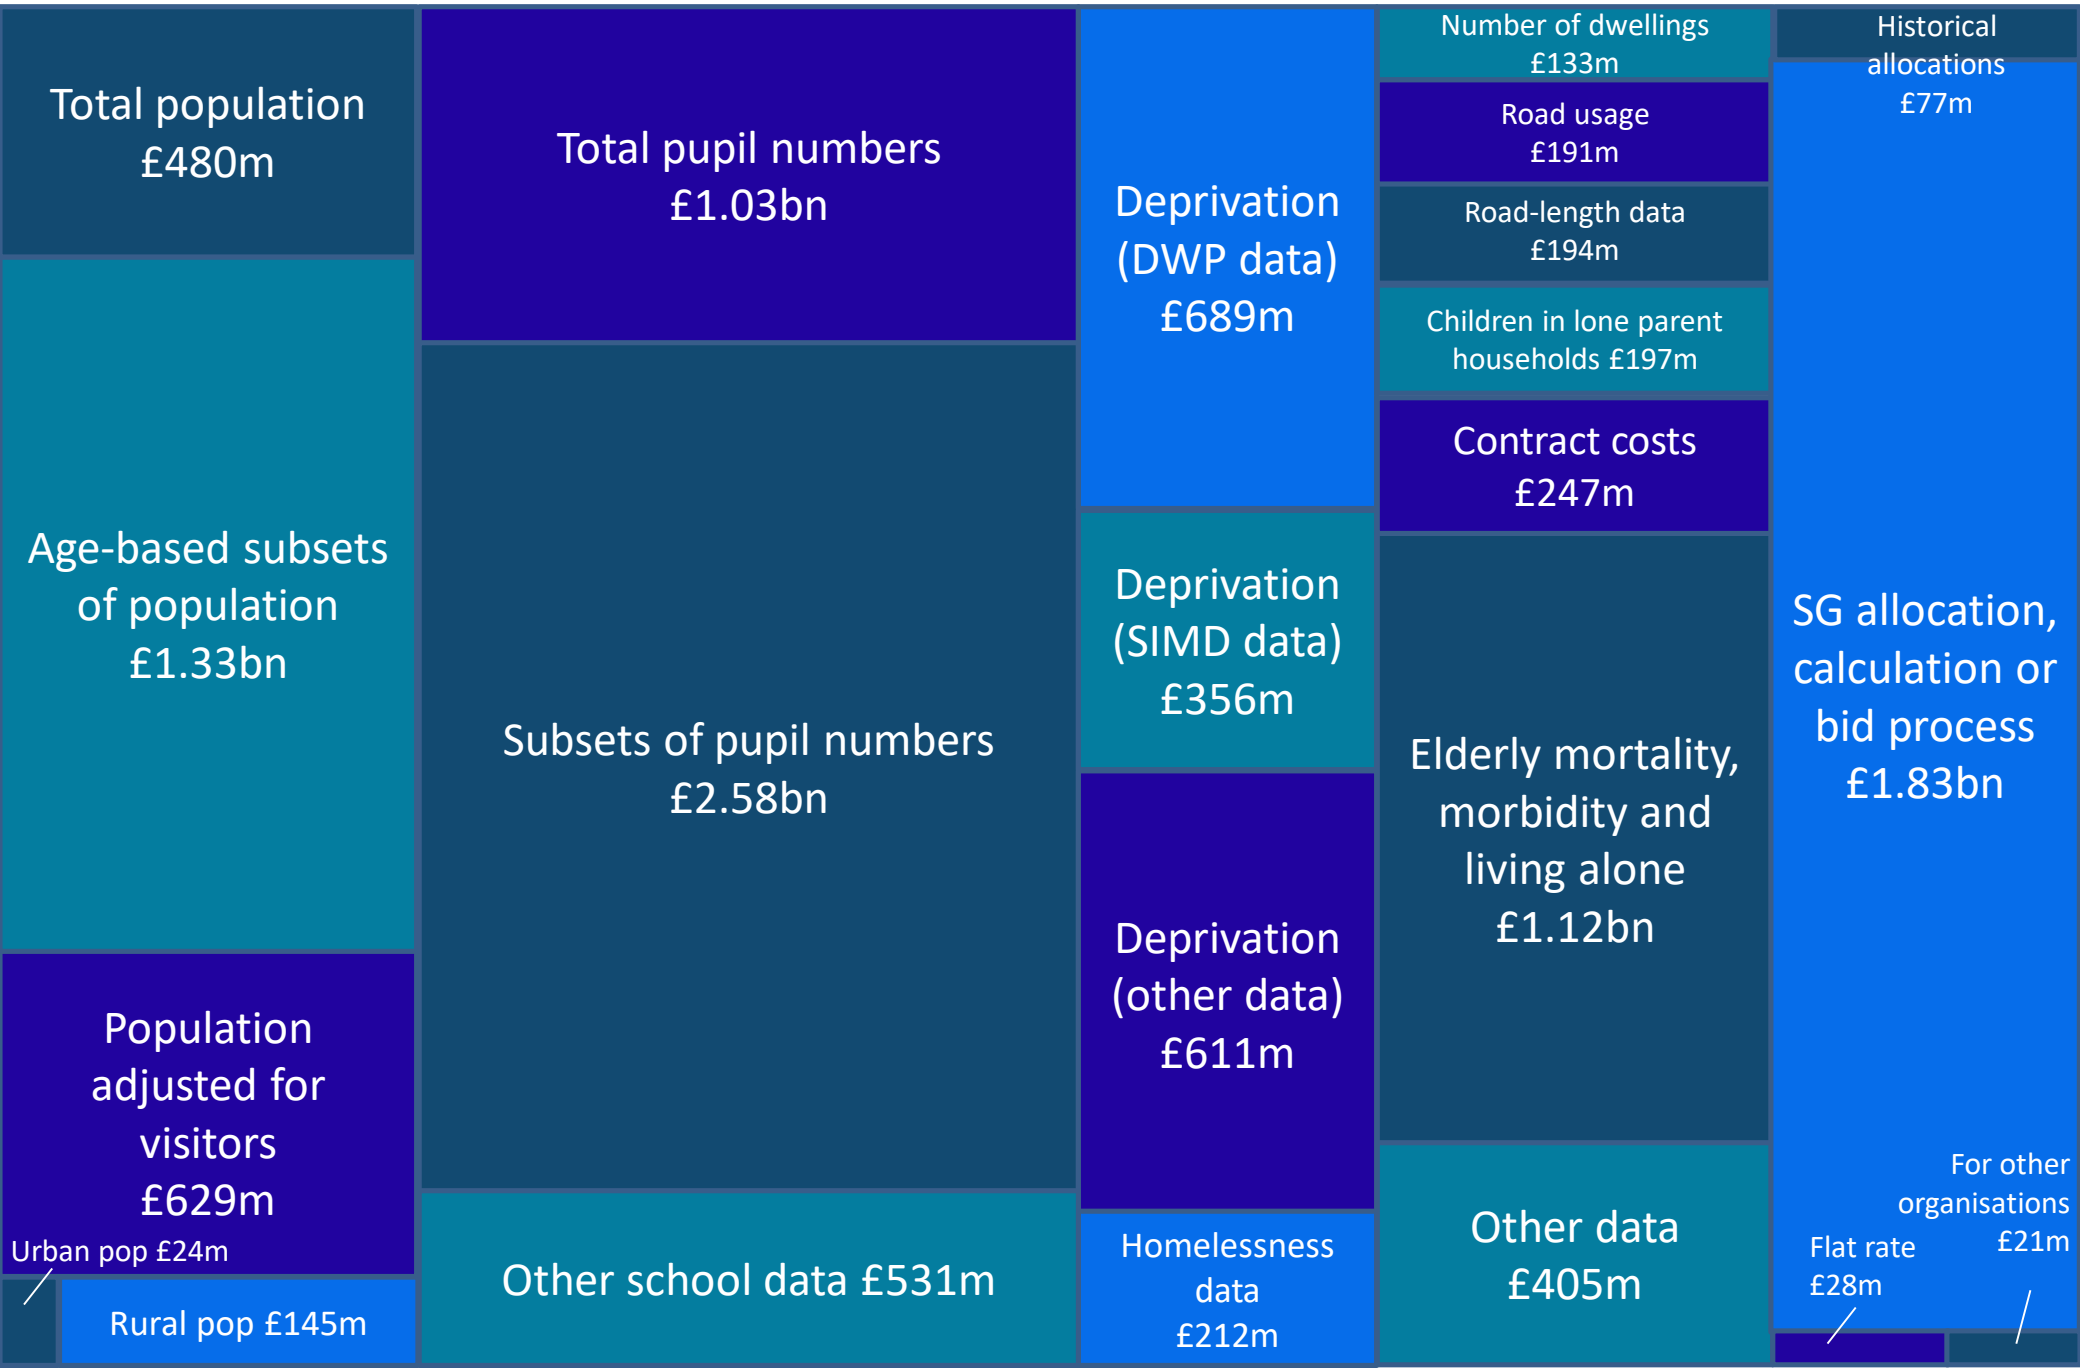 Total population
£480m
Age-based subsets
of population
£1.33bn
Population
adjusted for
visitors
£629m
Urban pop £24m
Rural pop £145m
Total pupil numbers
£1.03bn
Subsets of pupil numbers
£2.58bn
Other school data £531m
Deprivation
(DWP data)
£689m
Deprivation
(SIMD data)
£356m
Deprivation
(other data)
£611m
Homelessness
data
£212m
Number of dwellings
£133m
Road usage
£191m
Road-length data
£194m
Children in lone parent
households £197m
Contract costs
£247m
Elderly mortality,
morbidity and
living alone
£1.12bn
Other data
£405m
Historical
allocations
£77m
SG allocation,
calculation or
bid process
£1.83bn
For other
organisations
£21m
Flat rate
£28m